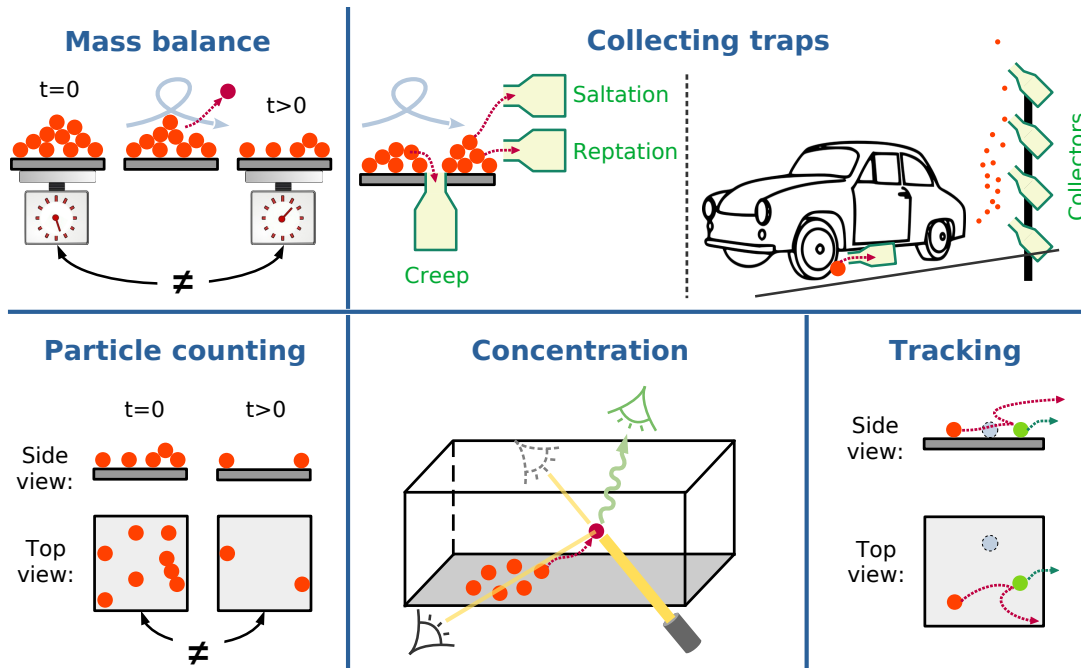 Mass balance
t=0
t>0
≠
Collecting traps
Saltation
Reptation
Creep
Collectors
Particle counting
t=0
t>0
Side
view:
Top
view:
≠
Concentration
Tracking
Side
view:
Top
view: